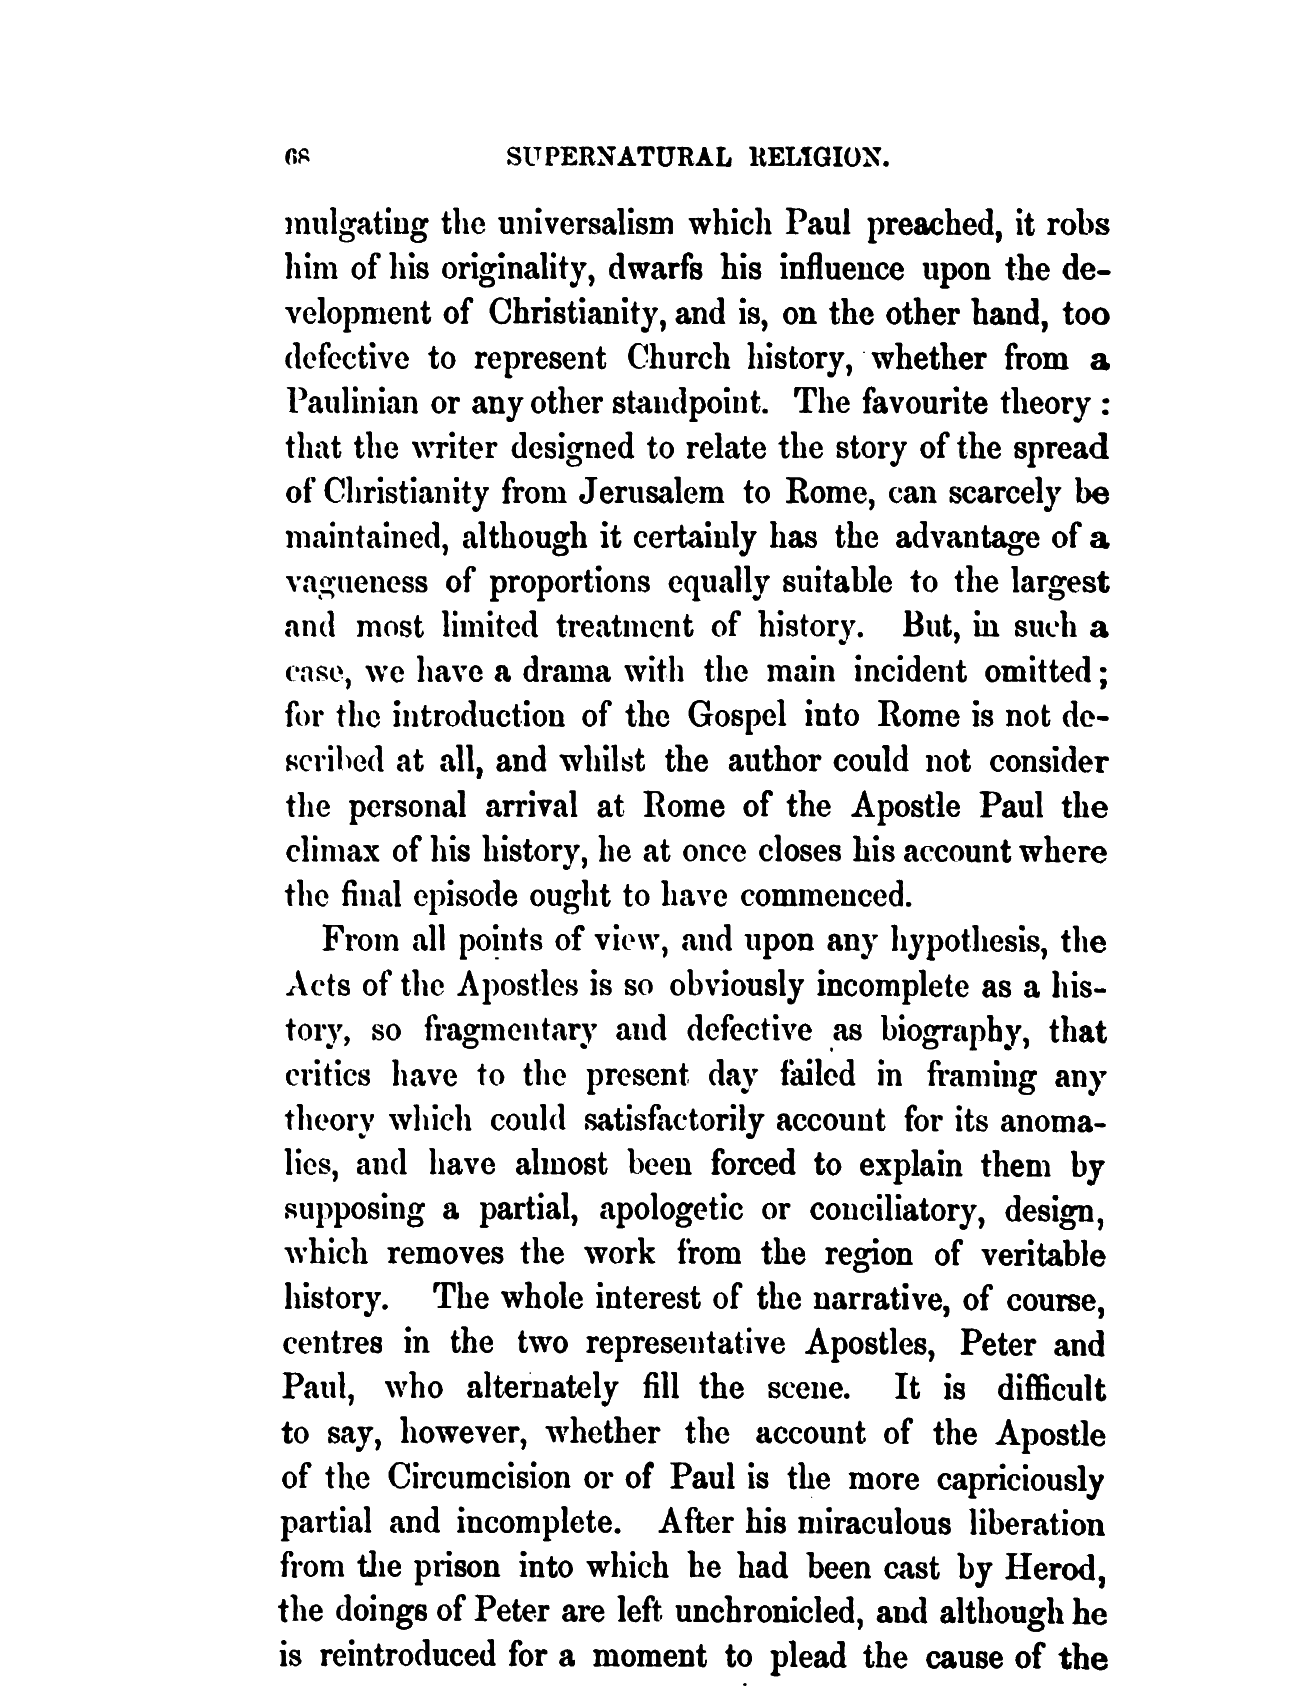 68 SUPERNATURAL RELIGION.
mulgating the universalism which Paul preached, it robs
him of his originality, dwarfs his influence upon the de-
velopment of Christianity, and is, on the other hand, too
defective to represent Church history, whether from a
Paulinian or any other standpoint. The favourite theory :
that the writer designed to relate the story of the spread
of Christianity from Jerusalem to Rome, can scarcely be
maintained, although it certainly has the advantage of a
vagueness of proportions equally suitable to the largest
and most limited treatment of history. But, in such a
case, we have a drama with the main incident omitted;
for the introduction of the Gospel into Rome is not de-
scribed at all, and whilst the author could not consider
the personal arrival at Rome of the Apostle Paul the
climax of his history, he at once closes his account where
the final episode ought to have commenced.
From all points of view, and upon any hypothesis, the
Acts of the Apostles is so obviously incomplete as a his-
tory, so fragmentary and defective as biography, that
critics have to the present day failed in framing any
theory which could satisfactorily account for its anoma-
lies, and have almost been forced to explain them by
supposing a partial, apologetic or conciliatory, design,
which removes the work from the region of veritable
history. The whole interest of the narrative, of course,
centres in the two representative Apostles, Peter and
Paul, who alternately fill the scene. It is difficult
to say, however, whether the account of the Apostle
of the Circumcision or of Paul is the more capriciously
partial and incomplete. After his miraculous liberation
from the prison into which he had been cast by Herod,
the doings of Peter are left unchronicled, and although he
is reintroduced for a moment to plead the cause of the